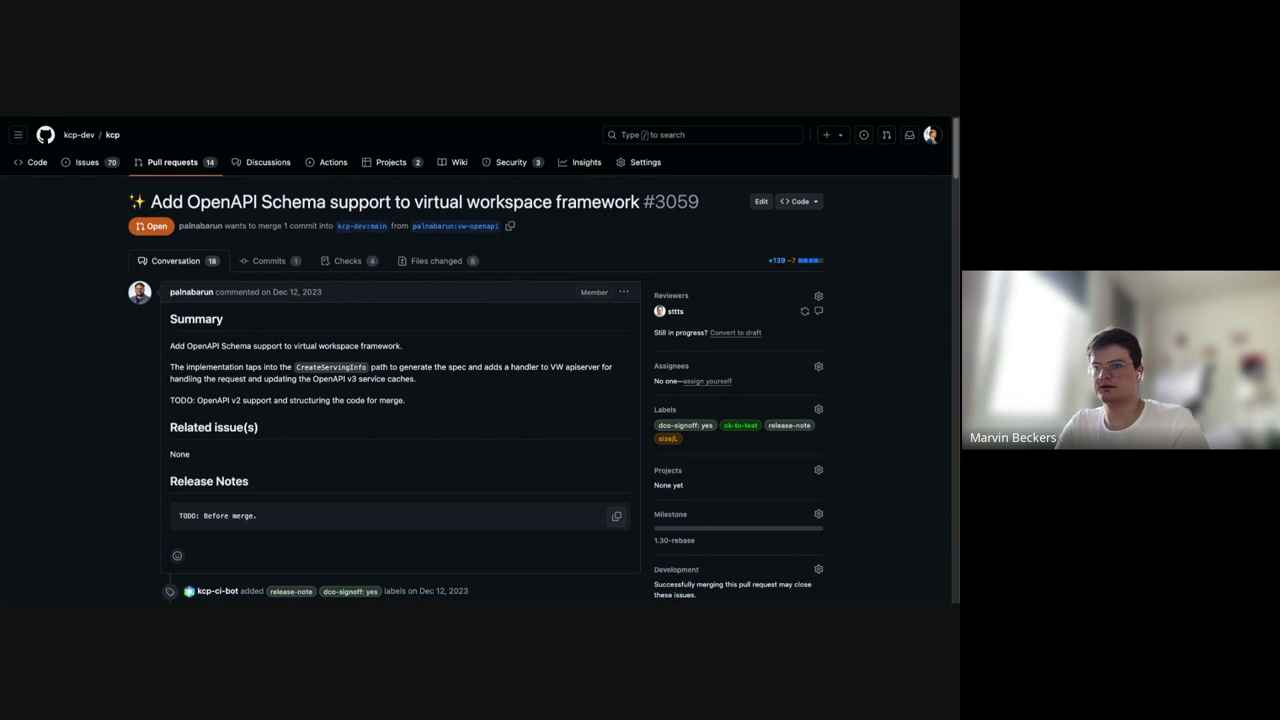 kcp-dev / kcp
Type / to search
Code
Issues 70
Pull requests 14
Discussions
Actions
Projects 2
Wiki
Security 3
Insights
Settings
✨ Add OpenAPI Schema support to virtual workspace framework #3059
Edit
<> Code
Open
palnabarun wants to merge 1 commit into kcp-dev:main from palnabarun:vw-openapi
Conversation 18
Commits 1
Checks 4
Files changed 6
+139 −7
palnabarun commented on Dec 12, 2023
Member
Summary
Add OpenAPI Schema support to virtual workspace framework.
The implementation taps into the CreateServingInfo path to generate the spec and adds a handler to VW apiserver for
handling the request and updating the OpenAPI v3 service caches.
TODO: OpenAPI v2 support and structuring the code for merge.
Related issue(s)
None
Release Notes
TODO: Before merge.
kcp-ci-bot added release-note dco-signoff: yes labels on Dec 12, 2023
Reviewers
sttts
Still in progress? Convert to draft
Assignees
No one—assign yourself
Labels
dco-signoff: yes ok-to-test release-note
size/L
Projects
None yet
Milestone
1.30-rebase
Development
Successfully merging this pull request may close
these issues.
Marvin Beckers